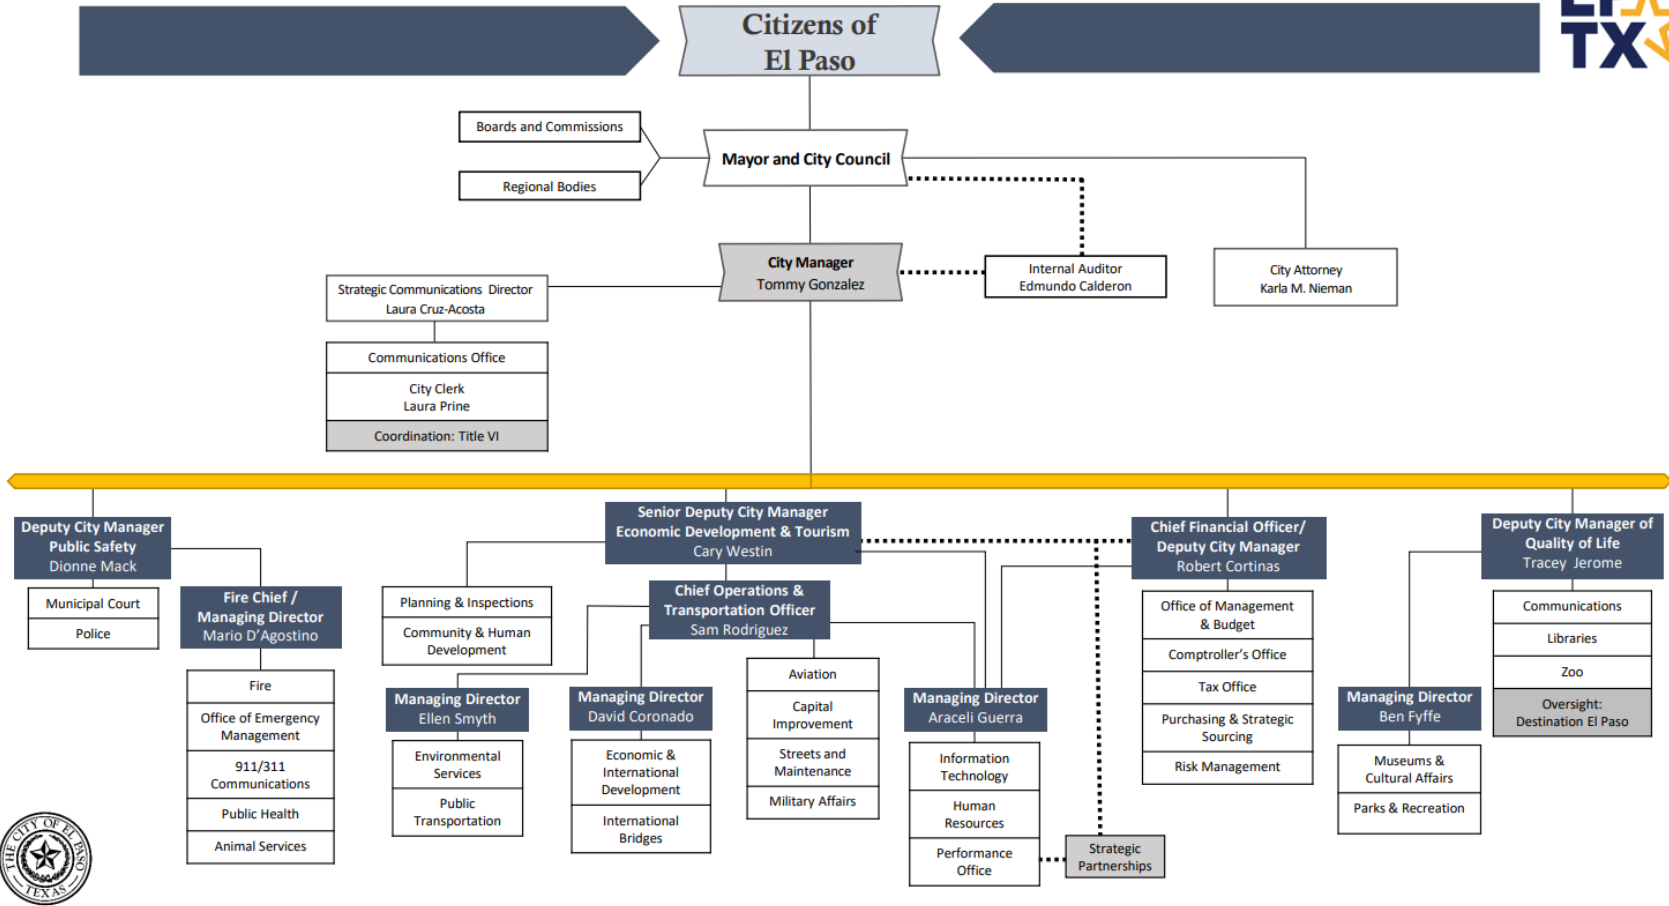 Citizens of
El Paso
TX
Boards and Commissions
Mayor and City Council
Regional Bodies
City Manager
Tommy Gonzalez
Internal Auditor
Edmundo Calderon
City Attorney
Karla M. Nieman
Strategic Communications Director
Laura Cruz-Acosta
Communications Office
City Clerk
Laura Prine
Coordination: Title VI
Deputy City Manager
Public Safety
Dionne Mack
Municipal Court
Police
Fire Chief /
Managing Director
Mario D'Agostino
Fire
Office of Emergency
Management
911/311
Communications
Public Health
Animal Services
Senior Deputy City Manager
Economic Development & Tourism
Cary Westin
Planning & Inspections
Community & Human
Development
Chief Operations &
Transportation Officer
Sam Rodriguez
Managing Director
Ellen Smyth
Environmental
Services
Public
Transportation
Managing Director
David Coronado
Economic &
International
Development
International
Bridges
Aviation
Capital
Improvement
Streets and
Maintenance
Military Affairs
Managing Director
Araceli Guerra
Information
Technology
Human
Resources
Performance
Office
Strategic
Partnerships
Chief Financial Officer/
Deputy City Manager
Robert Cortinas
Office of Management
& Budget
Comptroller's Office
Tax Office
Purchasing & Strategic
Sourcing
Risk Management
Deputy City Manager of
Quality of Life
Tracey Jerome
Communications
Libraries
Zoo
Oversight:
Destination El Paso
Managing Director
Ben Fyffe
Museums &
Cultural Affairs
Parks & Recreation
THE CITY OF EL PASO
TEXAS